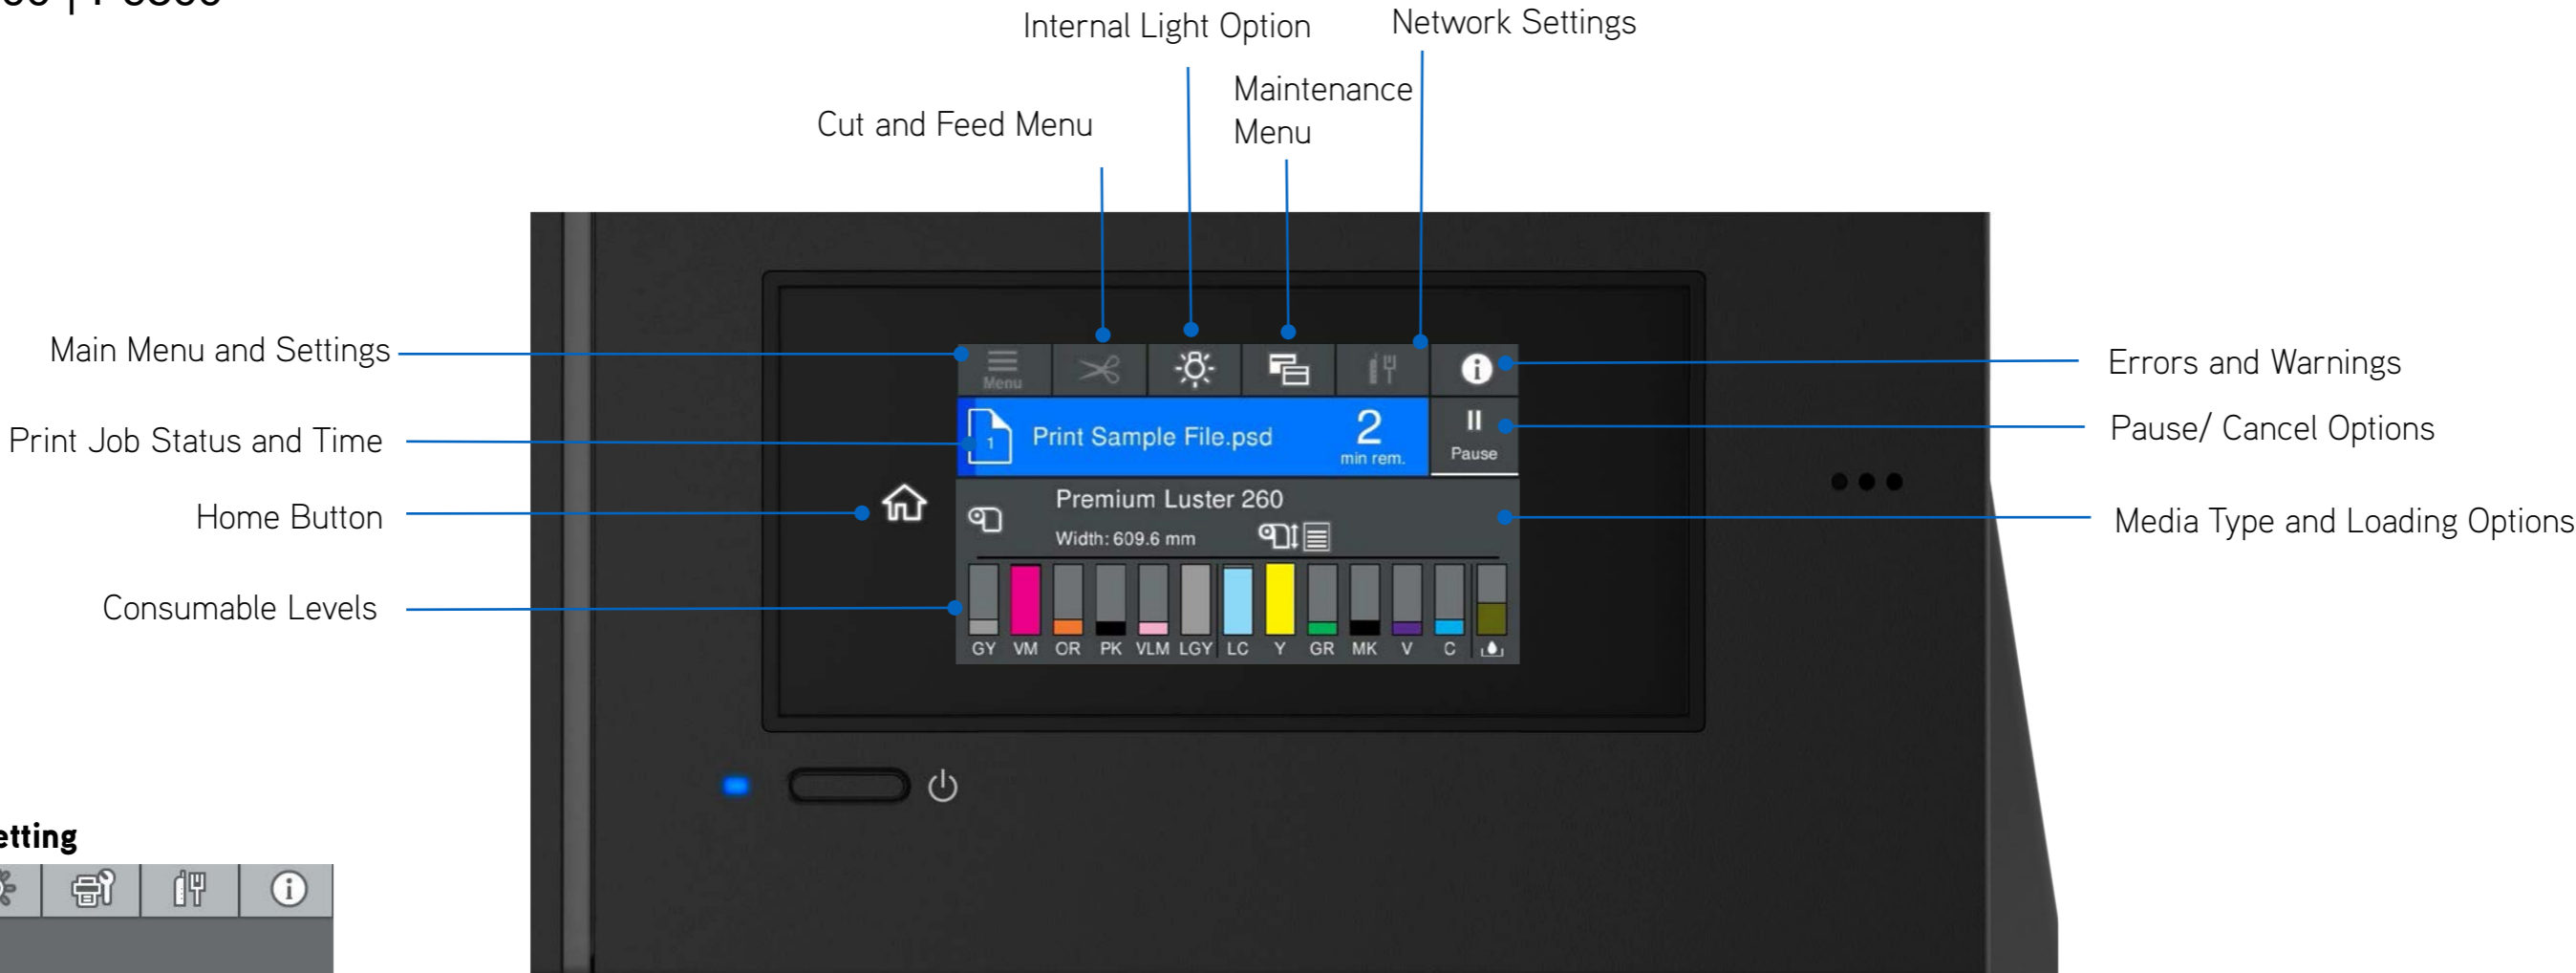 Internal Light Option
Network Settings
Maintenance
Menu
Cut and Feed Menu
Main Menu and Settings
Print Job Status and Time
Home Button
Consumable Levels
Errors and Warnings
Pause/ Cancel Options
Media Type and Loading Options
Menu
1
Print Sample File.psd
2
min rem.
Pause
Premium Luster 260
Width: 609.6 mm
GY VM OR PK VLM LGY LC Y GR MK V C